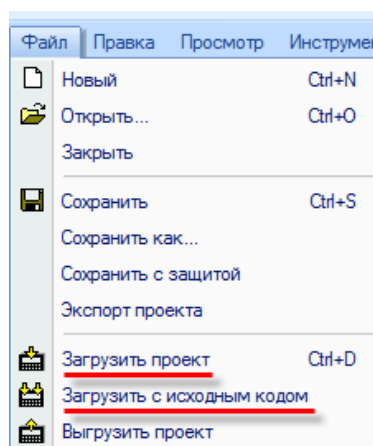 Файл Правка Просмотр Инструме
Новый Ctrl+N
Открыть... Ctrl+O
Закрыть
Сохранить Ctrl+S
Сохранить как...
Сохранить с защитой
Экспорт проекта
Загрузить проект Ctrl+D
Загрузить с исходным кодом
Выгрузить проект